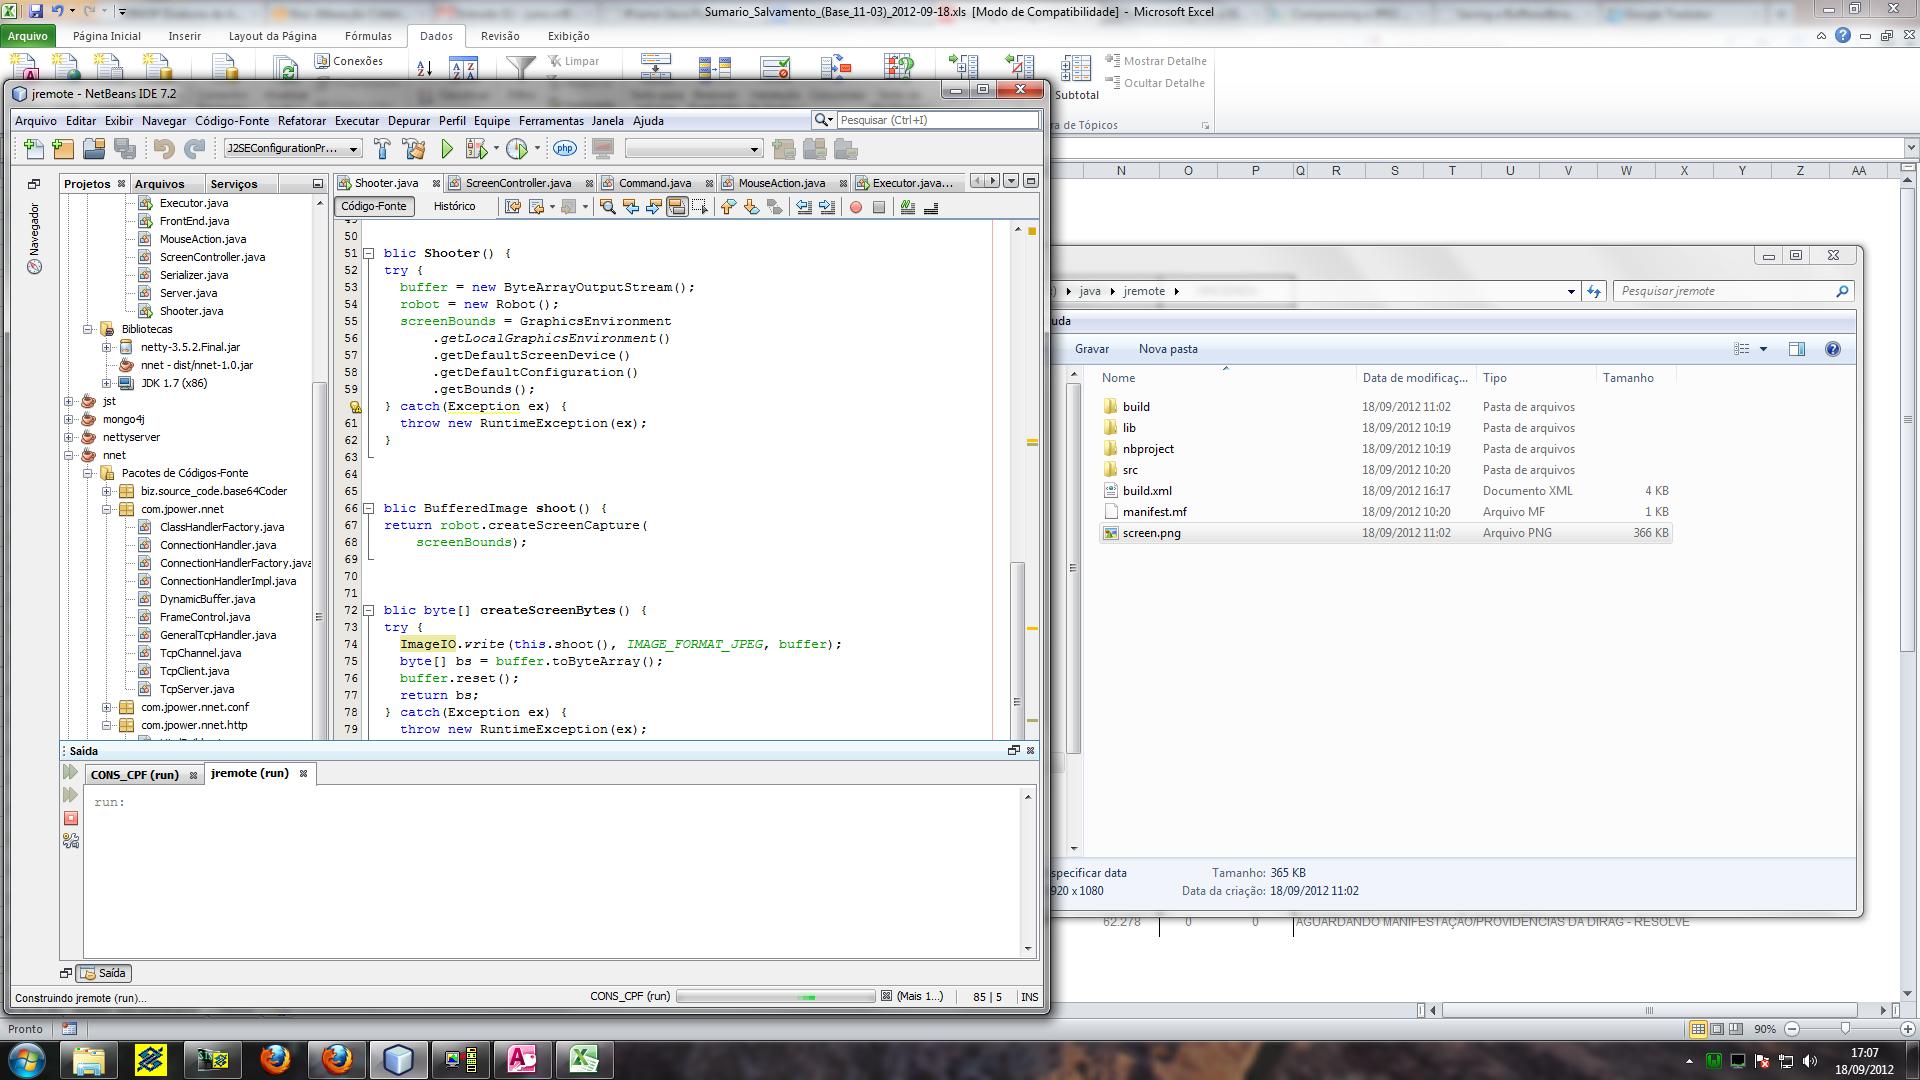 Sumario_Salvamento_(Base_11-03)_2012-09-18.xls [Modo de Compatibilidade] - Microsoft Excel
Arquivo Página Inicial Inserir Layout da Página Fórmulas Dados Revisão Exibição
Conexões Limpar Mostrar Detalhe
Subtotal Ocultar Detalhe
ra de Tópicos
N O P Q R S T U V W X Y Z AA
jremote - NetBeans IDE 7.2
Arquivo Editar Exibir Navegar Código-Fonte Refatorar Executar Depurar Perfil Equipe Ferramentas Janela Ajuda
Pesquisar (Ctrl+I)
J2SEConfigurationPr...
php
Navegador
Projetos Arquivos Serviços
Executor.java
FrontEnd.java
MouseAction.java
ScreenController.java
Serializer.java
Server.java
Shooter.java
Bibliotecas
netty-3.5.2.Final.jar
nnet - dist/nnet-1.0.jar
JDK 1.7 (x86)
jst
mongo4j
nettyserver
nnet
Pacotes de Códigos-Fonte
biz.source_code.base64Coder
com.jpower.nnet
ClassHandlerFactory.java
ConnectionHandler.java
ConnectionHandlerFactory.java
ConnectionHandlerImpl.java
DynamicBuffer.java
FrameControl.java
GeneralTcpHandler.java
TcpChannel.java
TcpClient.java
TcpServer.java
com.jpower.nnet.conf
com.jpower.nnet.http
Shooter.java ScreenController.java Command.java MouseAction.java Executor.java...
Código-Fonte Histórico
50
51 blic Shooter() {
52 try {
53 buffer = new ByteArrayOutputStream();
54 robot = new Robot();
55 screenBounds = GraphicsEnvironment
56 .getLocalGraphicsEnvironment()
57 .getDefaultScreenDevice()
58 .getDefaultConfiguration()
59 .getBounds();
} catch(Exception ex) {
61 throw new RuntimeException(ex);
62 }
63
64
65
66 blic BufferedImage shoot() {
67 return robot.createScreenCapture(
68 screenBounds);
69
70
71
72 blic byte[] createScreenBytes() {
73 try {
74 ImageIO.write(this.shoot(), IMAGE_FORMAT_JPEG, buffer);
75 byte[] bs = buffer.toByteArray();
76 buffer.reset();
77 return bs;
78 } catch(Exception ex) {
79 throw new RuntimeException(ex);
Saída
CONS_CPF (run) jremote (run)
run:
Saída
Construindo jremote (run)... CONS_CPF (run) (Mais 1...) 85 | 5 INS
java jremote Pesquisar jremote
uda
Gravar Nova pasta
Nome Data de modificaç... Tipo Tamanho
build 18/09/2012 11:02 Pasta de arquivos
lib 18/09/2012 10:19 Pasta de arquivos
nbproject 18/09/2012 10:19 Pasta de arquivos
src 18/09/2012 10:20 Pasta de arquivos
build.xml 18/09/2012 16:17 Documento XML 4 KB
manifest.mf 18/09/2012 10:20 Arquivo MF 1 KB
screen.png 18/09/2012 11:02 Arquivo PNG 366 KB
specificar data Tamanho: 365 KB
920 x 1080 Data da criação: 18/09/2012 11:02
62.278 0 0 AGUARDANDO MANIFESTAÇÃO/PROVIDENCIAS DA DIRAG - RESOLVE
Pronto 90%
17:07
18/09/2012